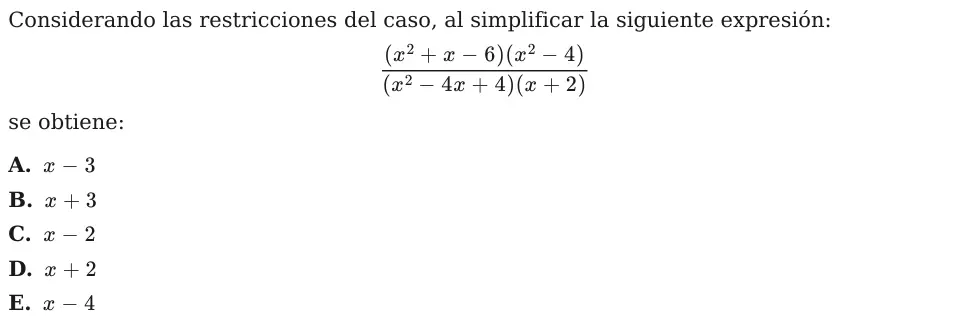 Considerando las restricciones del caso, al simplificar la siguiente expresión:
(x² + x − 6)(x² − 4)
(x² − 4x + 4)(x + 2)
se obtiene:
A. x − 3
B. x + 3
C. x − 2
D. x + 2
E. x − 4